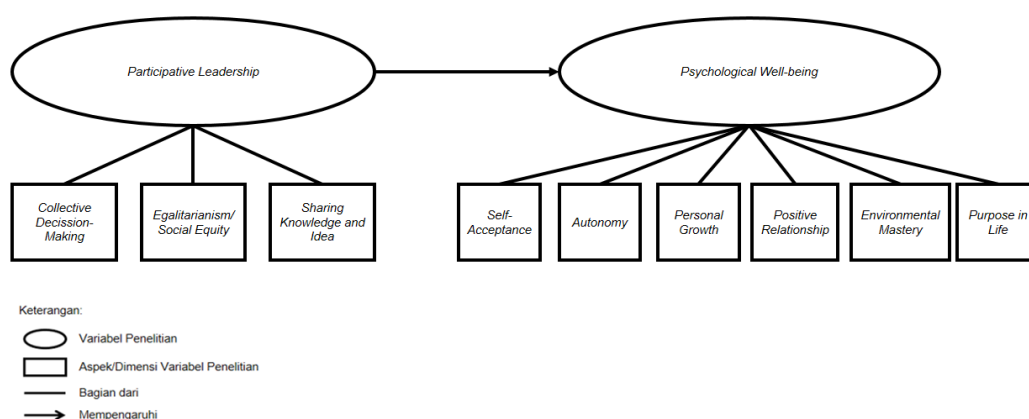 Participative Leadership
Psychological Well-being
Collective
Decission-
Making
Egalitarianism/
Social Equity
Sharing
Knowledge and
Idea
Self-
Acceptance
Autonomy
Personal
Growth
Positive
Relationship
Environmental
Mastery
Purpose in
Life
Keterangan:
Variabel Penelitian
Aspek/Dimensi Variabel Penelitian
Bagian dari
Mempengaruhi